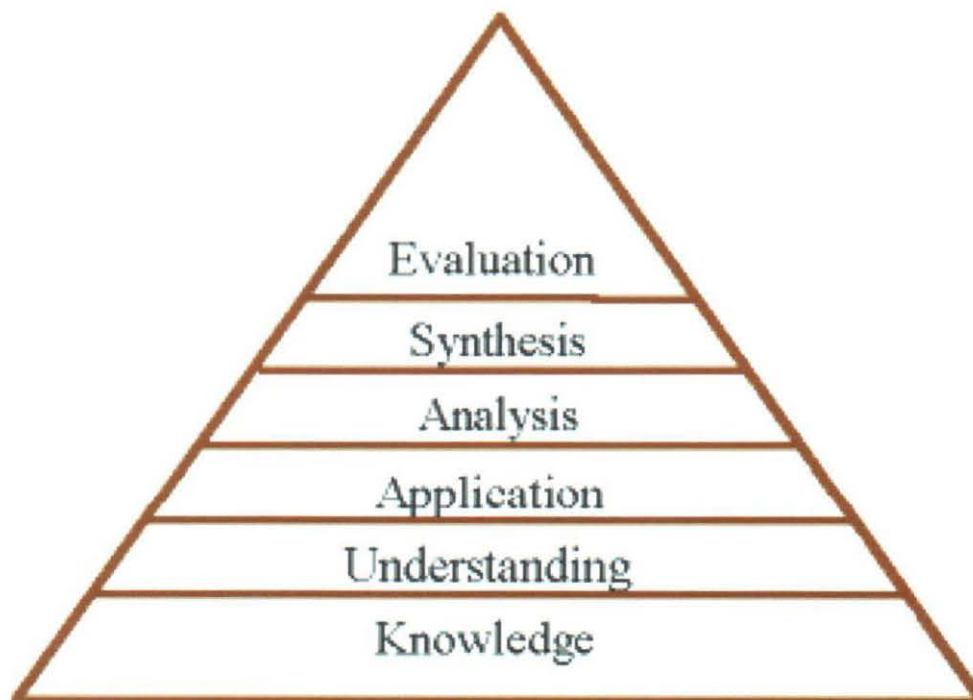 Evaluation
Synthesis
Analysis
Application
Understanding
Knowledge